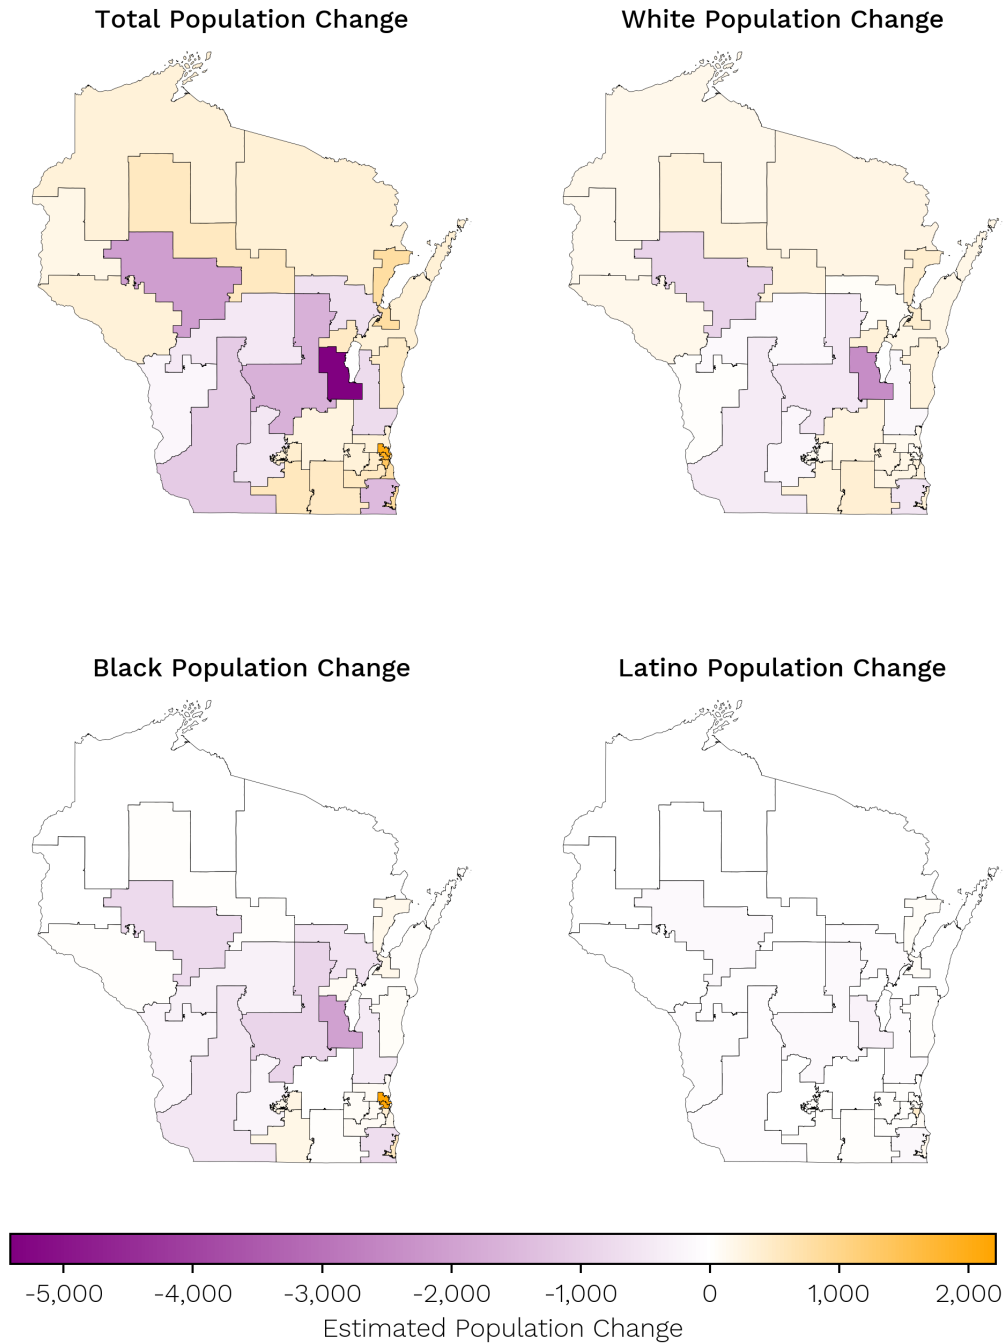 Total Population Change
White Population Change
Black Population Change
Latino Population Change
-5,000 -4,000 -3,000 -2,000 -1,000 0 1,000 2,000
Estimated Population Change